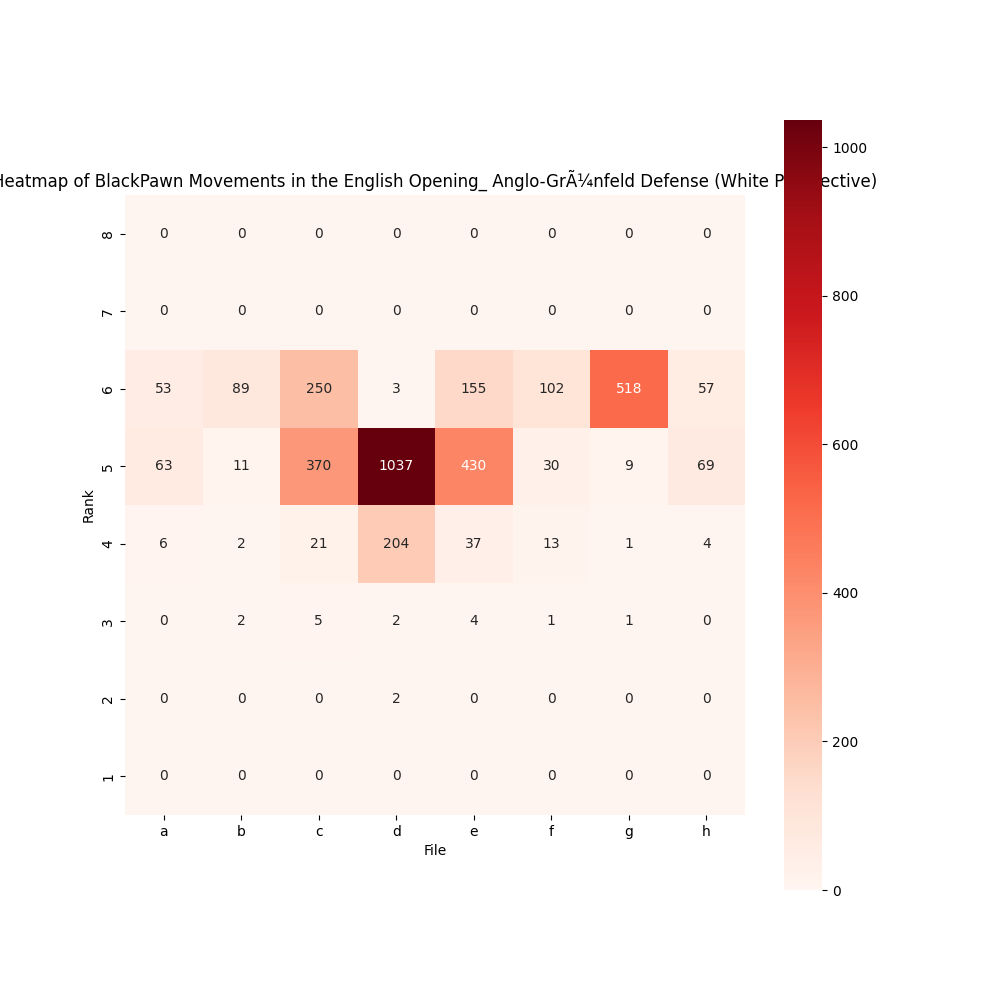 Heatmap of BlackPawn Movements in the English Opening_ Anglo-GrÃ¼nfeld Defense (White P ective)
1000
800
600
400
200
0
Rank
8 0 0 0 0 0 0 0 0
7 0 0 0 0 0 0 0 0
6 53 89 250 3 155 102 518 57
5 63 11 370 1037 430 30 9 69
4 6 2 21 204 37 13 1 4
3 0 2 5 2 4 1 1 0
2 0 0 0 2 0 0 0 0
1 0 0 0 0 0 0 0 0
a b c d e f g h
File